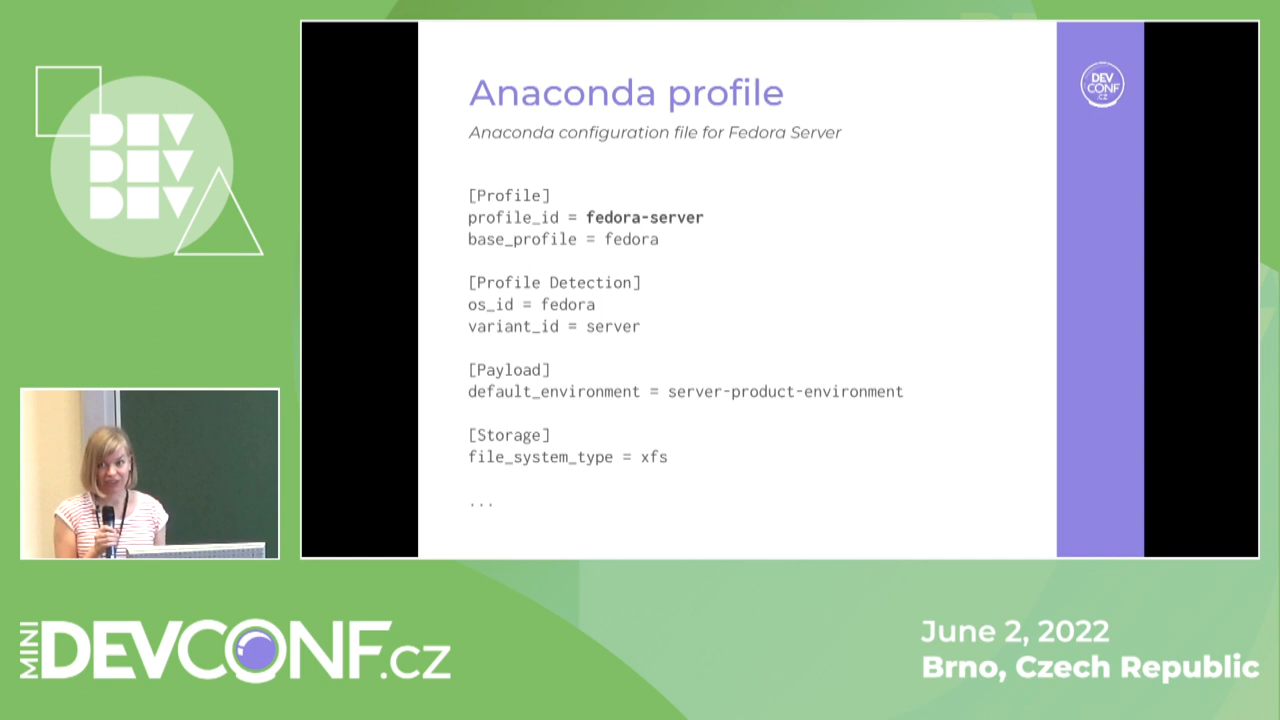 DEV
DEV
DEV
Anaconda profile
Anaconda configuration file for Fedora Server
[Profile]
profile_id = fedora-server
base_profile = fedora
[Profile Detection]
os_id = fedora
variant_id = server
[Payload]
default_environment = server-product-environment
[Storage]
file_system_type = xfs
...
DEV
CONF
.CZ
MINI
DEVCONF.CZ
June 2, 2022
Brno, Czech Republic